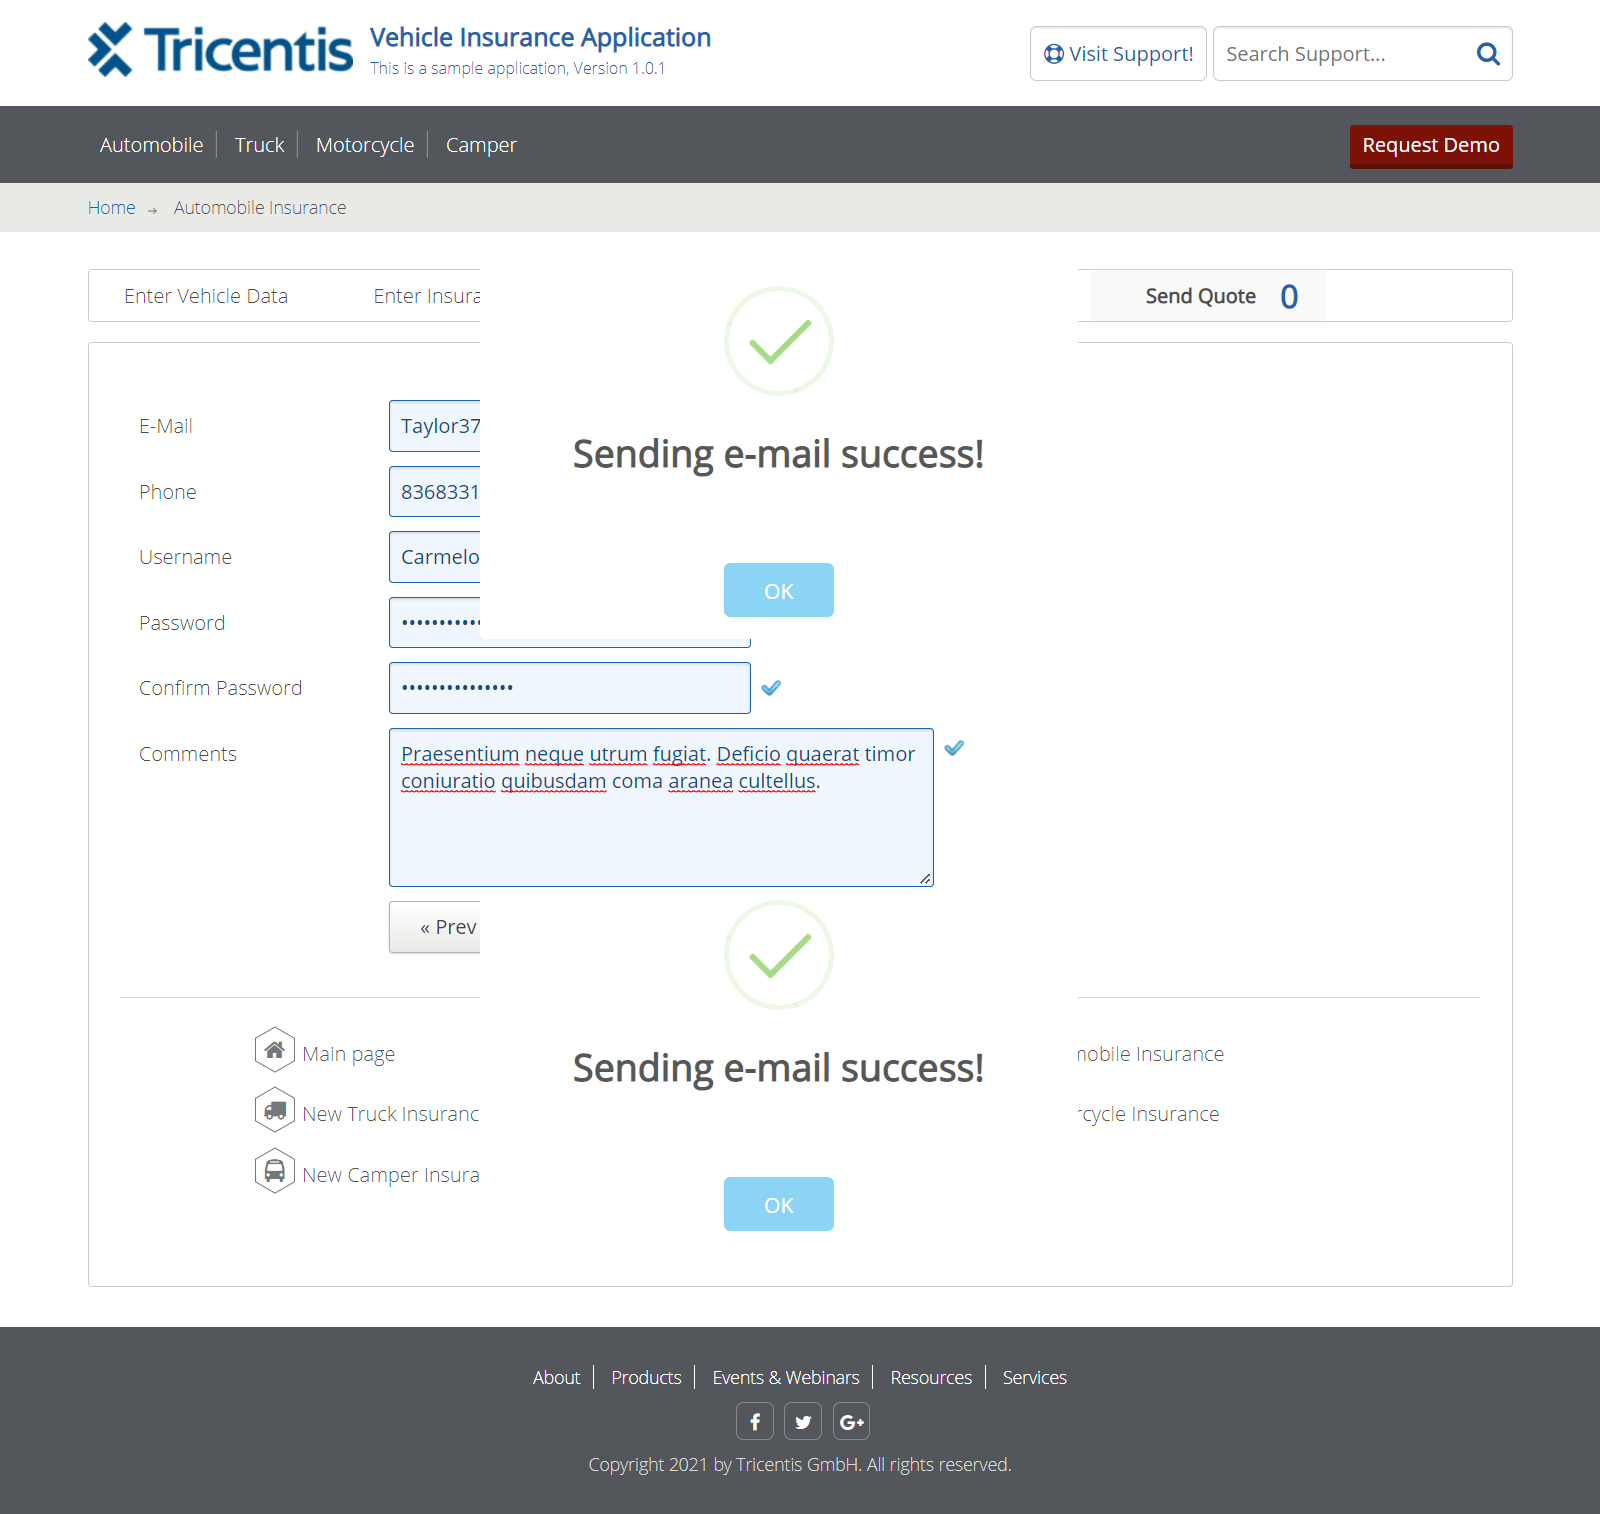 Tricentis
Vehicle Insurance Application
This is a sample application, Version 1.0.1
Visit Support!
Search Support...
Automobile
Truck
Motorcycle
Camper
Request Demo
Home → Automobile Insurance
Enter Vehicle Data
Enter Insura
Send Quote 0
Sending e-mail success!
OK
E-Mail
Taylor37
Phone
8368331
Username
Carmelo
Password
Confirm Password
Comments
Praesentium neque utrum fugiat. Deficio quaerat timor
coniuratio quibusdam coma aranea cultellus.
« Prev
Sending e-mail success!
OK
Main page
mobile Insurance
New Truck Insuranc
rcycle Insurance
New Camper Insura
About
Products
Events & Webinars
Resources
Services
Copyright 2021 by Tricentis GmbH. All rights reserved.